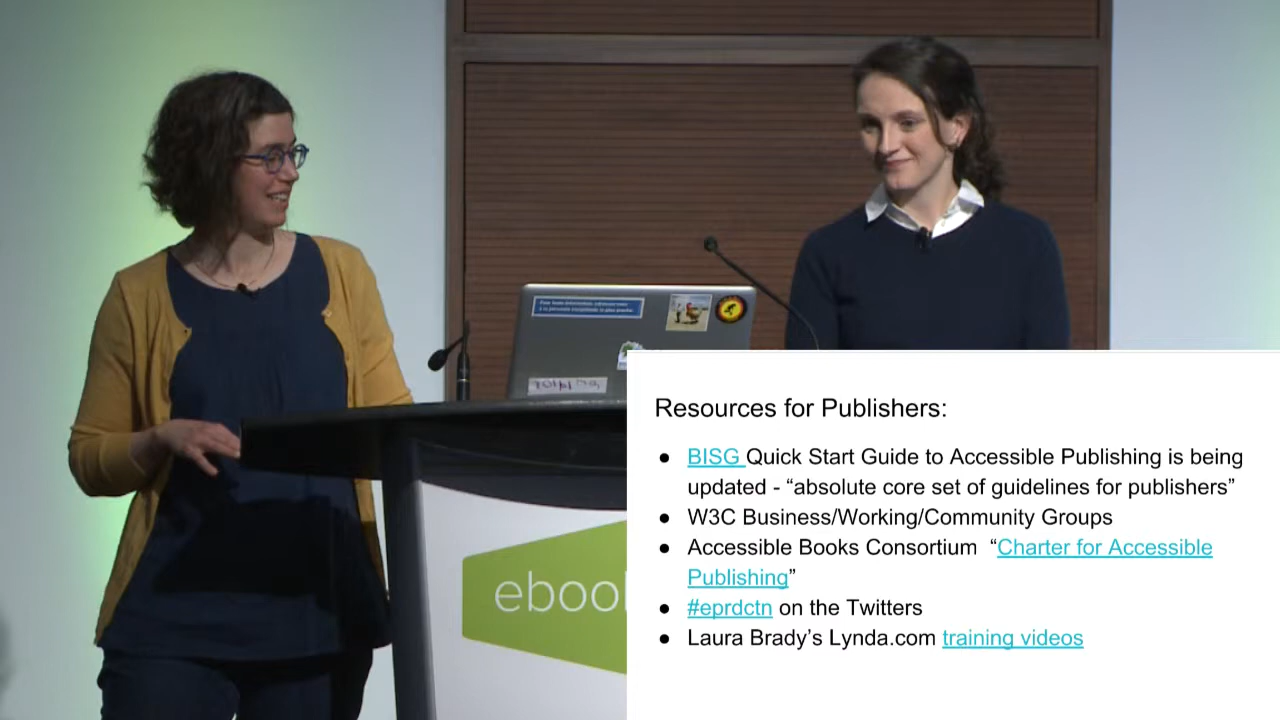 Resources for Publishers:
● BISG Quick Start Guide to Accessible Publishing is being
updated - “absolute core set of guidelines for publishers”
● W3C Business/Working/Community Groups
● Accessible Books Consortium “Charter for Accessible
Publishing”
● #eprdctn on the Twitters
● Laura Brady’s Lynda.com training videos
eboo